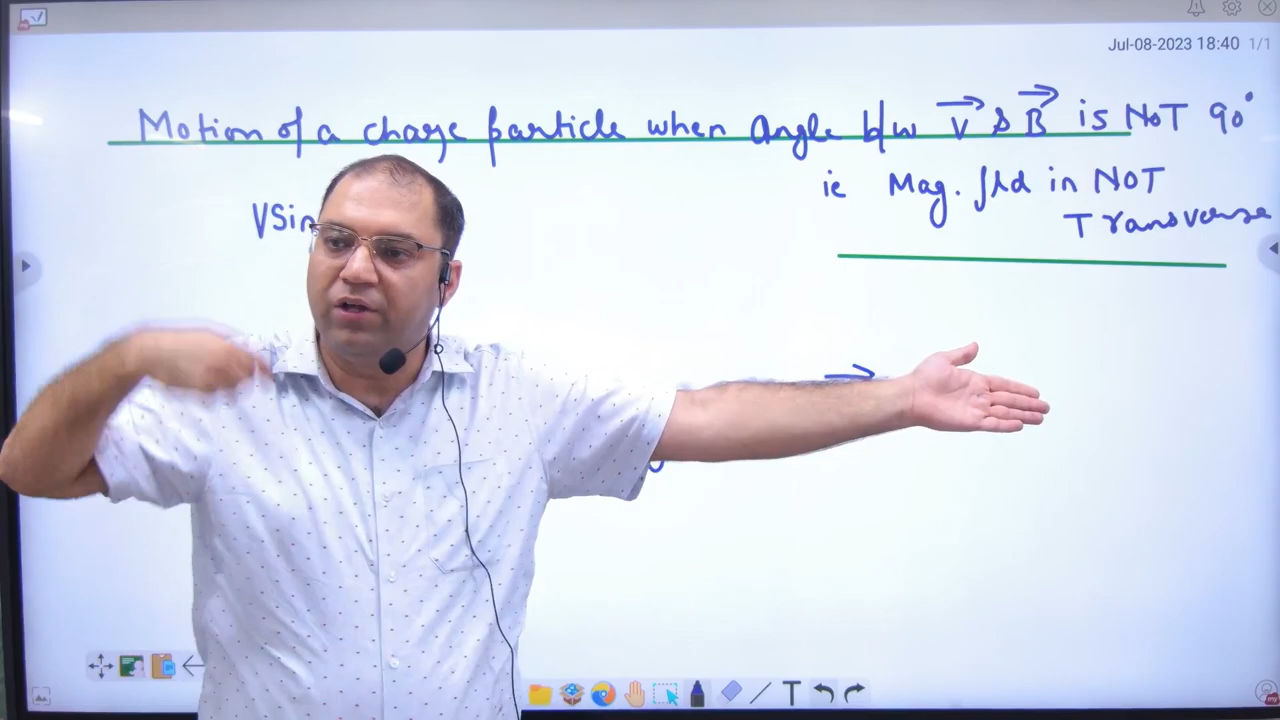 Jul-08-2023 18:40 1/1
Motion of a charge particle when Angle b/w V & B is NOT 90°
ie Mag. fld in NOT
Transverse
VSin
T